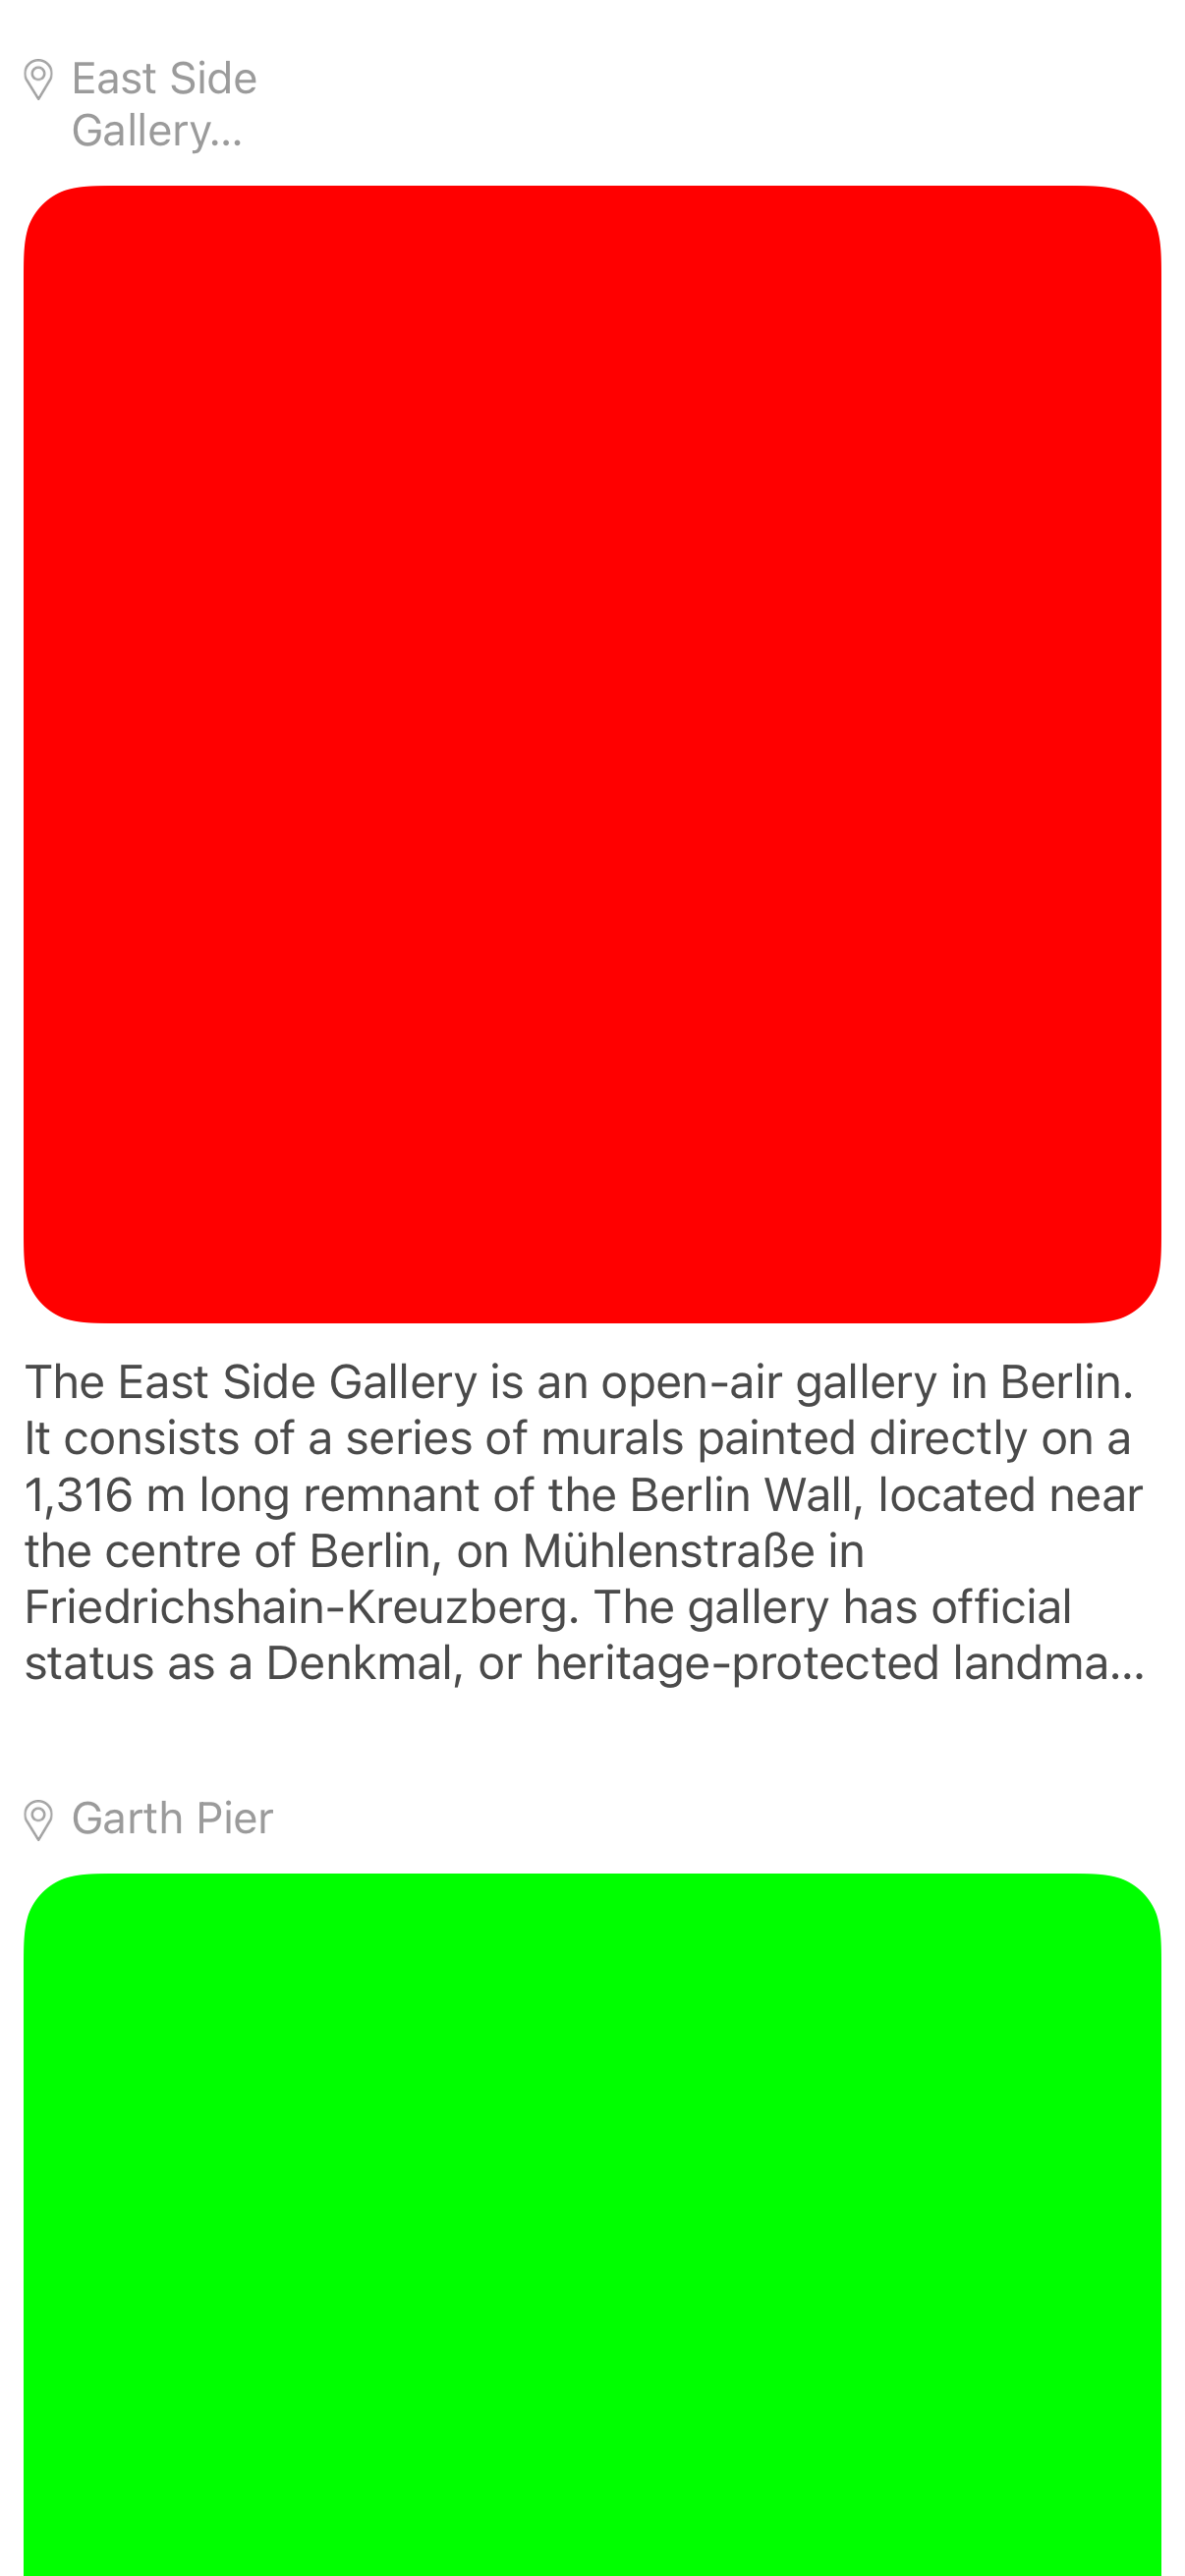 East Side
Gallery...
The East Side Gallery is an open-air gallery in Berlin.
It consists of a series of murals painted directly on a
1,316 m long remnant of the Berlin Wall, located near
the centre of Berlin, on Mühlenstraße in
Friedrichshain-Kreuzberg. The gallery has official
status as a Denkmal, or heritage-protected landma...
Garth Pier